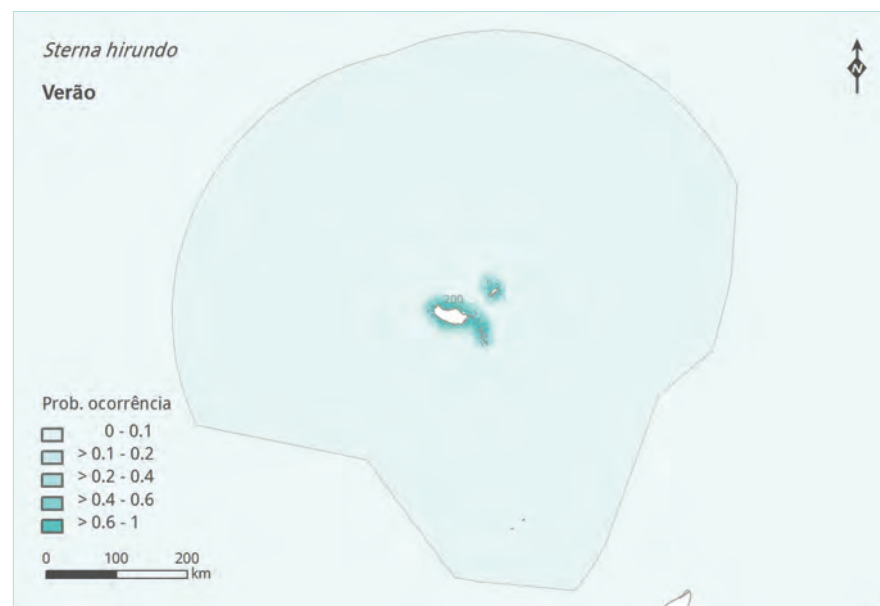 Sterna hirundo
Verão
N
200
Prob. ocorrência
0 - 0.1
> 0.1 - 0.2
> 0.2 - 0.4
> 0.4 - 0.6
> 0.6 - 1
0 100 200
km